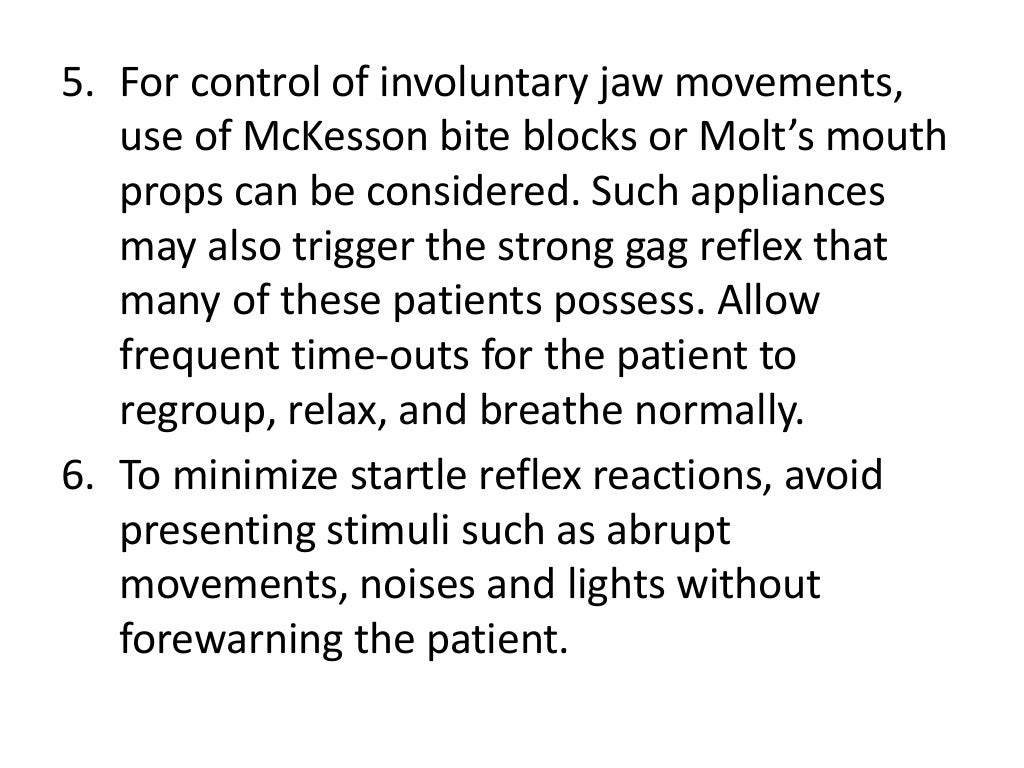 5. For control of involuntary jaw movements,
use of McKesson bite blocks or Molt’s mouth
props can be considered. Such appliances
may also trigger the strong gag reflex that
many of these patients possess. Allow
frequent time-outs for the patient to
regroup, relax, and breathe normally.
6. To minimize startle reflex reactions, avoid
presenting stimuli such as abrupt
movements, noises and lights without
forewarning the patient.